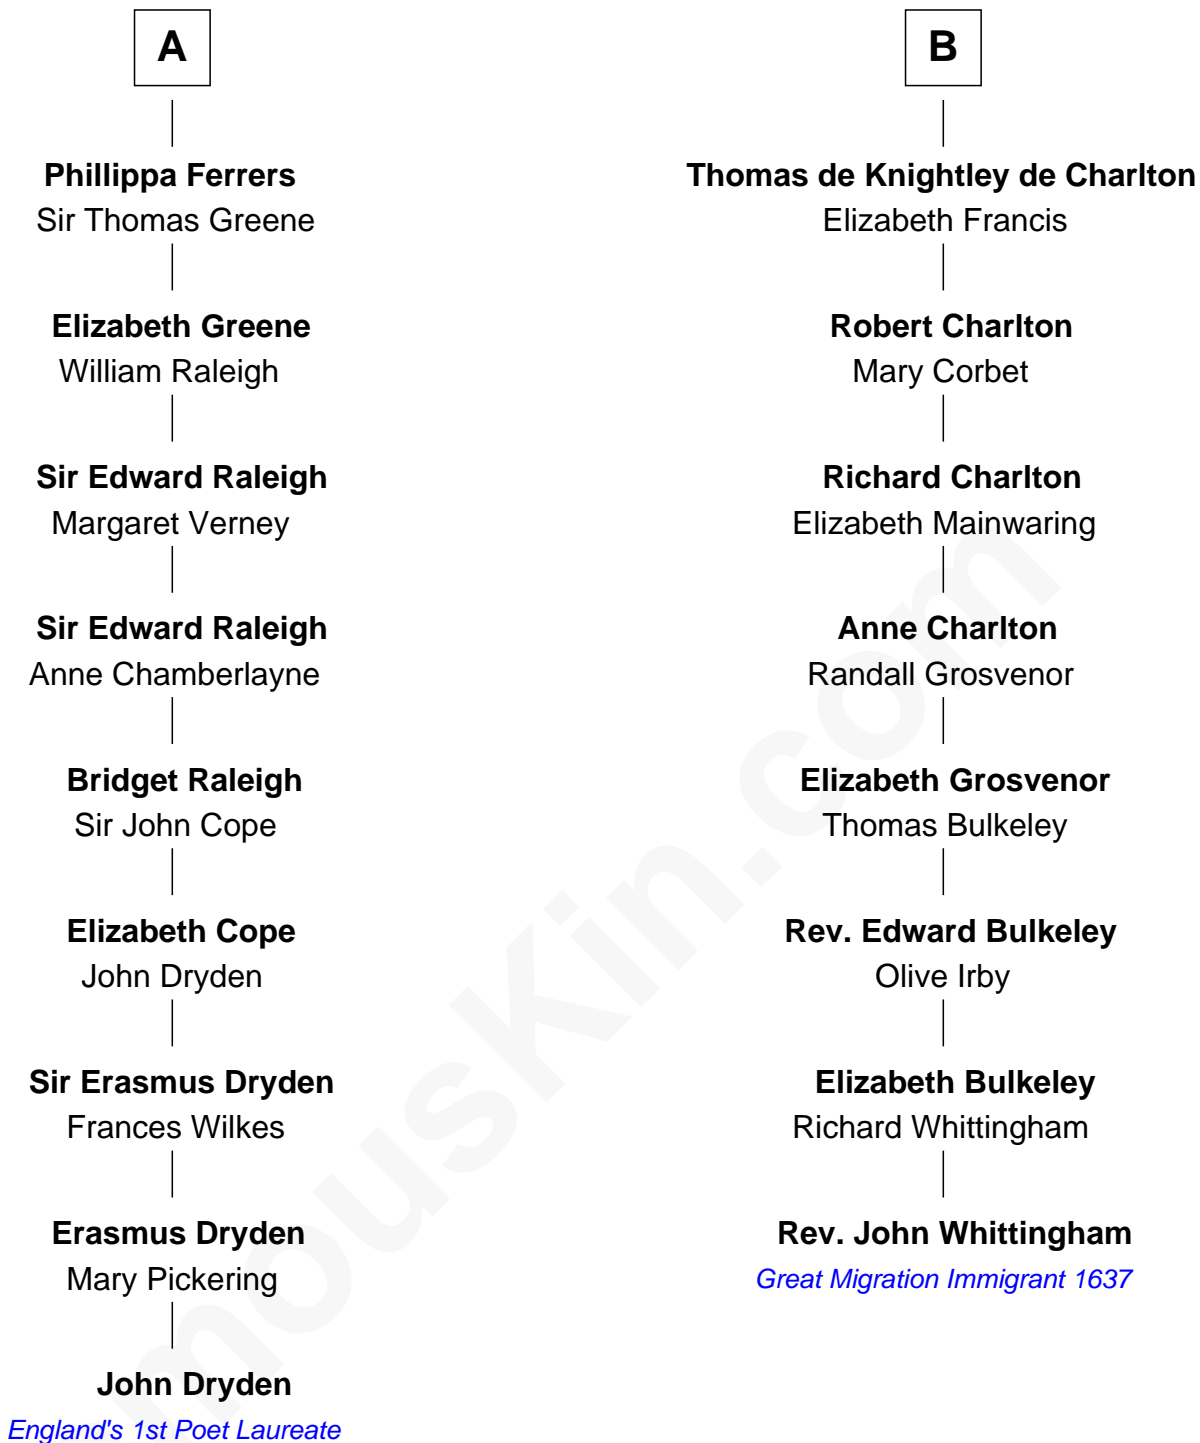 A
Phillippa Ferrers
Sir Thomas Greene
Elizabeth Greene
William Raleigh
Sir Edward Raleigh
Margaret Verney
Sir Edward Raleigh
Anne Chamberlayne
Bridget Raleigh
Sir John Cope
Elizabeth Cope
John Dryden
Sir Erasmus Dryden
Frances Wilkes
Erasmus Dryden
Mary Pickering
John Dryden
England's 1st Poet Laureate
B
Thomas de Knightley de Charlton
Elizabeth Francis
Robert Charlton
Mary Corbet
Richard Charlton
Elizabeth Mainwaring
Anne Charlton
Randall Grosvenor
Elizabeth Grosvenor
Thomas Bulkeley
Rev. Edward Bulkeley
Olive Irby
Elizabeth Bulkeley
Richard Whittingham
Rev. John Whittingham
Great Migration Immigrant 1637
mousKin.com